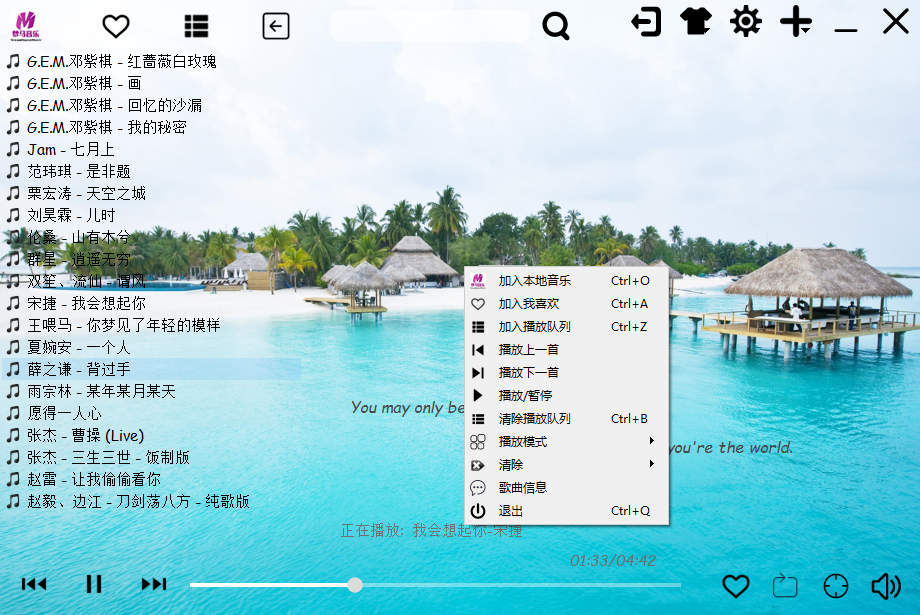 梦马音乐
G.E.M.邓紫棋 - 红蔷薇白玫瑰
G.E.M.邓紫棋 - 画
G.E.M.邓紫棋 - 回忆的沙漏
G.E.M.邓紫棋 - 我的秘密
Jam - 七月上
范玮琪 - 是非题
栗宏涛 - 天空之城
刘昊霖 - 儿时
伦桑 - 山有木兮
群星 - 逍遥无穷
双笙、流仙 - 谓风
宋捷 - 我会想起你
王喂马 - 你梦见了年轻的模样
夏婉安 - 一个人
薛之谦 - 背过手
雨宗林 - 某年某月某天
愿得一人心
张杰 - 曹操 (Live)
张杰 - 三生三世 - 饭制版
赵雷 - 让我偷偷看你
赵毅、边江 - 刀剑荡八方 - 纯歌版
加入本地音乐 Ctrl+O
加入我喜欢 Ctrl+A
加入播放队列 Ctrl+Z
播放上一首
播放下一首
播放/暂停
清除播放队列 Ctrl+B
播放模式
清除
歌曲信息
退出 Ctrl+Q
You may only be
you're the world.
正在播放: 我会想起你-宋捷
01:33/04:42